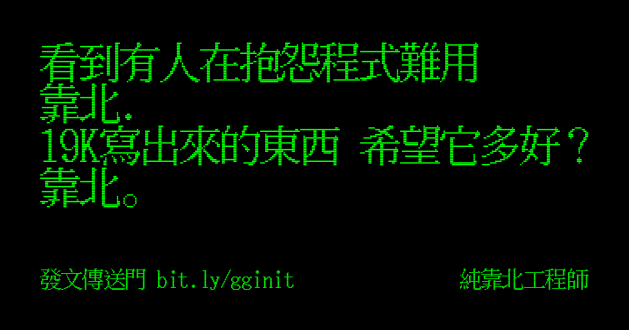 看到有人在抱怨程式難用
靠北.
19K寫出來的東西 希望它多好？
靠北。
發文傳送門 bit.ly/gginit
純靠北工程師